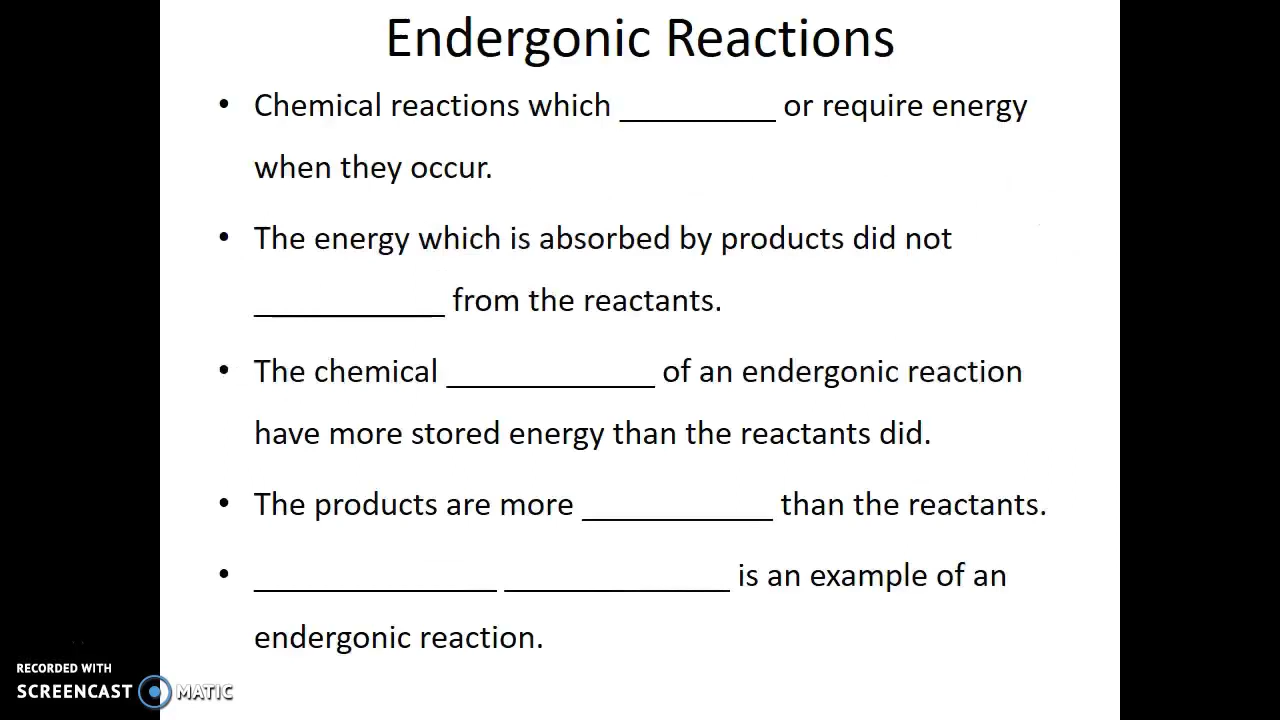 Endergonic Reactions
• Chemical reactions which __________ or require energy
when they occur.
• The energy which is absorbed by products did not
____________ from the reactants.
• The chemical _____________ of an endergonic reaction
have more stored energy than the reactants did.
• The products are more ____________ than the reactants.
• _______________ ______________ is an example of an
endergonic reaction.
RECORDED WITH
SCREENCAST MATIC